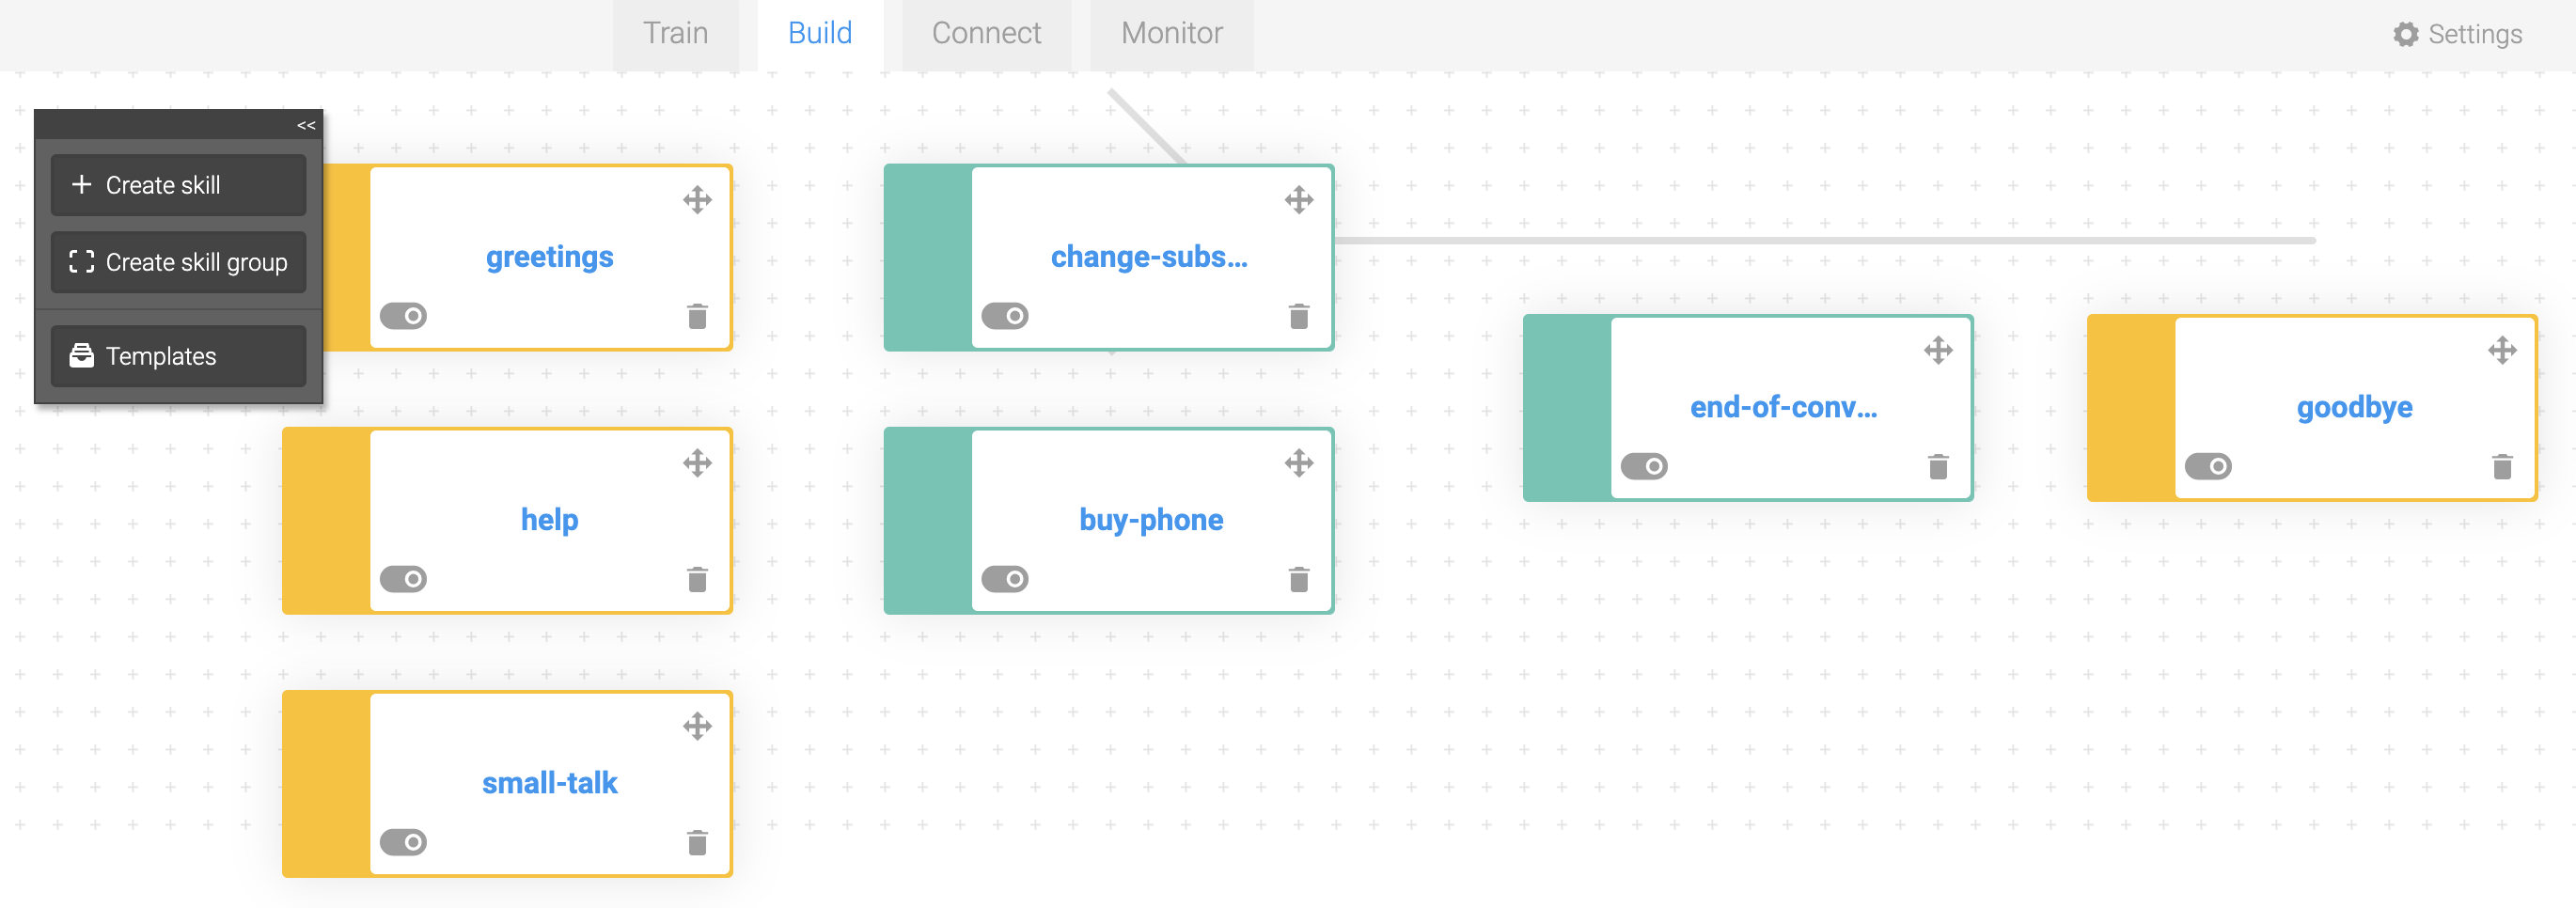 Train
Build
Connect
Monitor
Settings
<<
Create skill
Create skill group
Templates
greetings
change-subs...
end-of-conv...
goodbye
help
buy-phone
small-talk